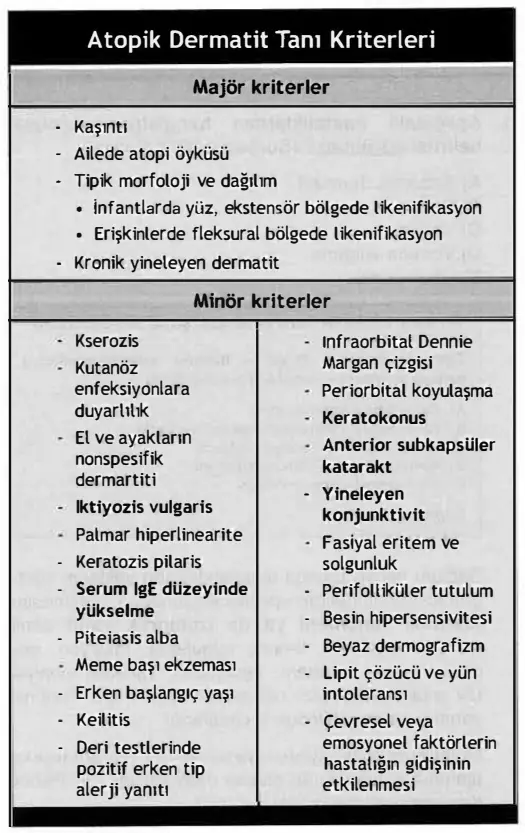 Atopik Dermatit Tanı Kriterleri
Majör kriterler
- Kaşıntı
- Ailede atopi öyküsü
- Tipik morfoloji ve dağılım
• İnfantlarda yüz, ekstensör bölgede likenifikasyon
• Erişkinlerde fleksural bölgede likenifikasyon
- Kronik yineleyen dermatit
Minör kriterler
- Kserozis
- Kutanöz
enfeksiyonlara
duyarlılık
- El ve ayakların
nonspesifik
dermartiti
- İktiyozis vulgaris
- Palmar hiperlinearite
- Keratozis pilaris
- Serum IgE düzeyinde
yükselme
- Piteiasis alba
- Meme başı ekzeması
- Erken başlangıç yaşı
- Keilitis
- Deri testlerinde
gösterilen erken tip
alerji yanıtı
- İnfraorbital Dennie
Margan çizgisi
- Periorbital koyulaşma
- Keratokonus
- Anterior subkapsüler
katarakt
- Yineleyen
konjunktivit
- Fasiyal eritem ve
solgunluk
- Perifolliküler tutulum
- Besin hipersensivitesi
- Beyaz dermografizm
- Lipit çözücü ve yün
intoleransı
- Çevresel veya
emosyonel faktörlerin
hastalığın gidişinin
etkilenmesi